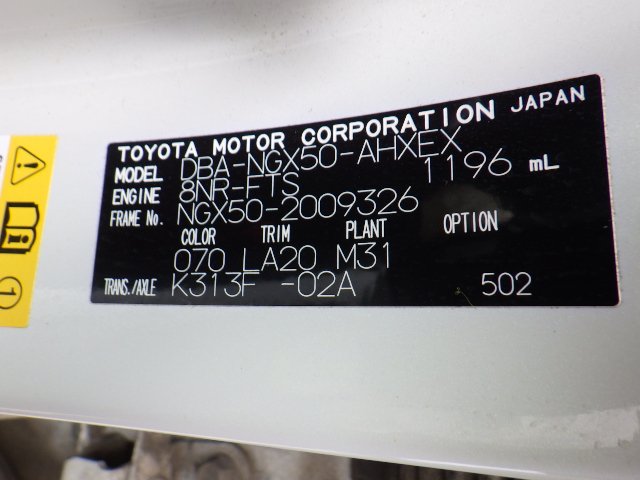 TOYOTA MOTOR CORPORATION JAPAN
MODEL DBA-NGX50-AHXEX
ENGINE 8NR-FTS 1196 mL
FRAME No. NGX50-2009326
COLOR TRIM PLANT OPTION
070 LA20 M31
TRANS./AXLE K313F -02A 502